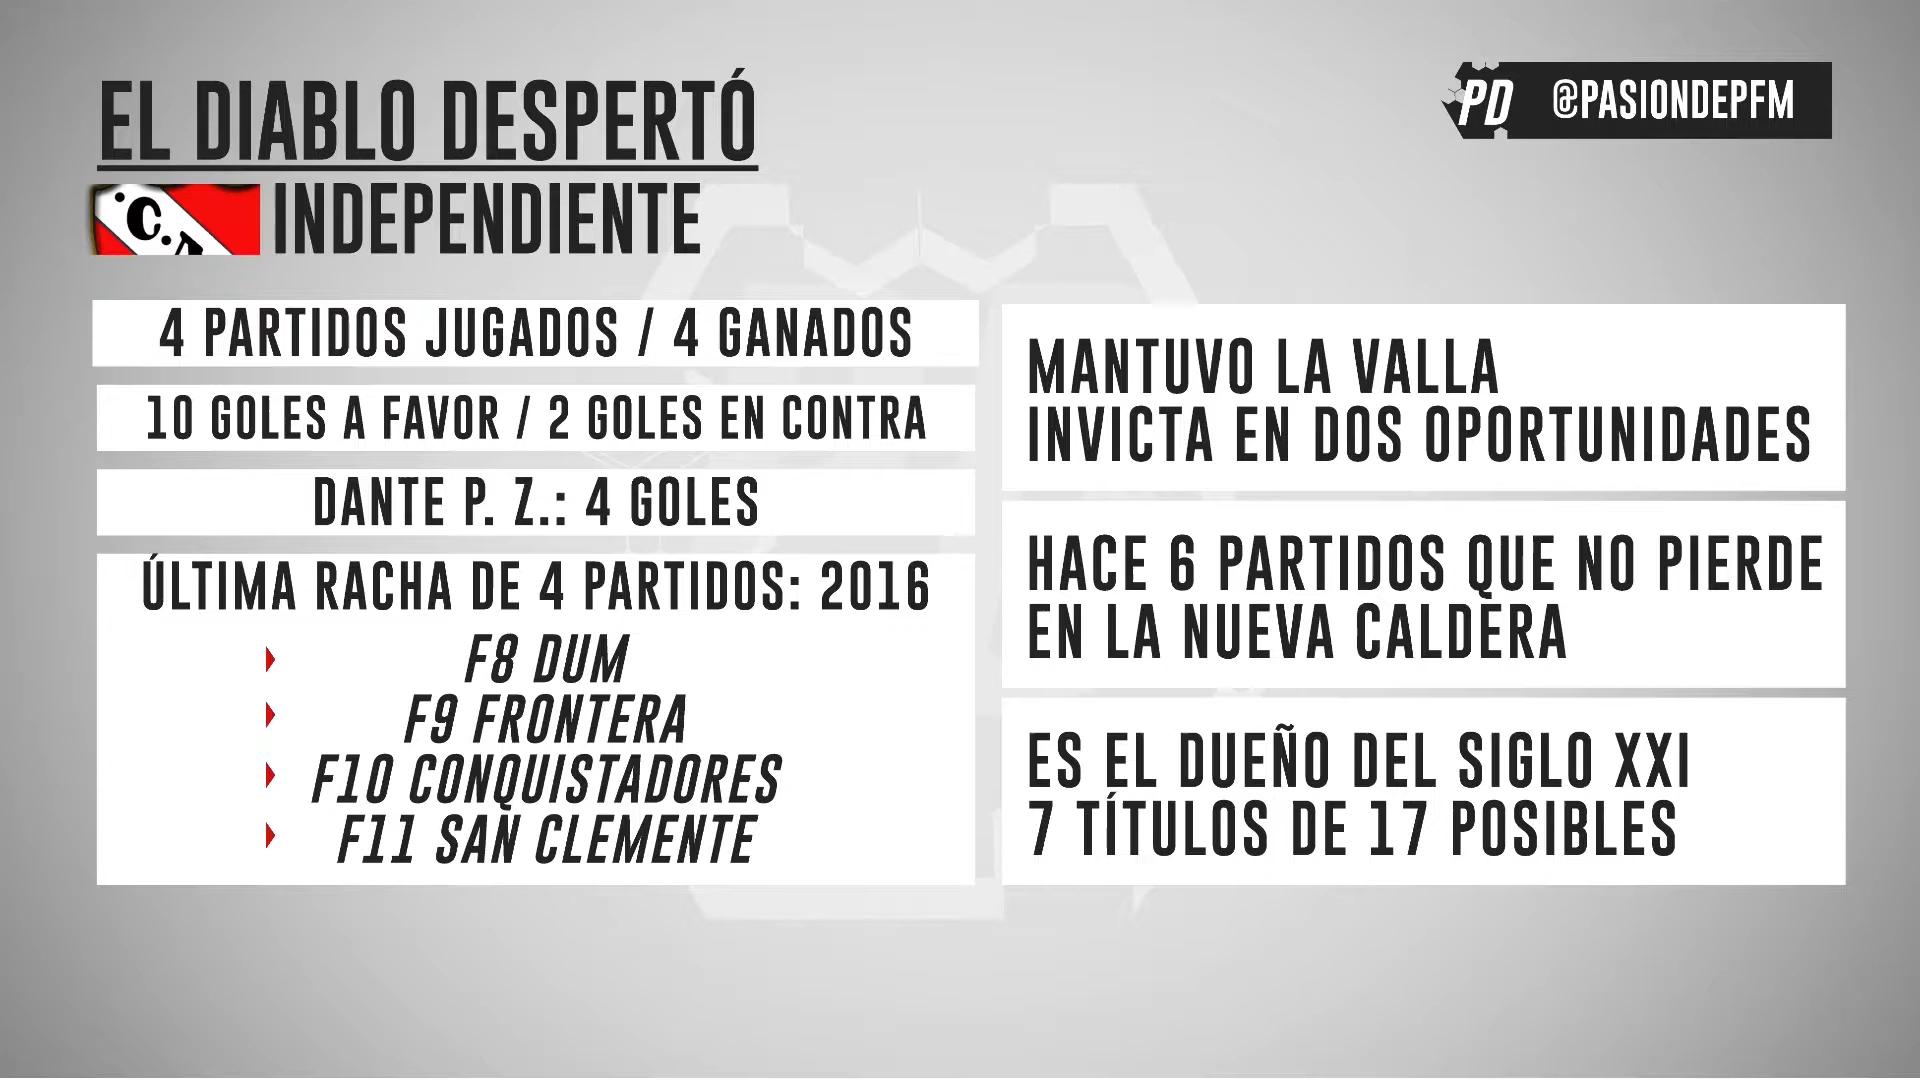 EL DIABLO DESPERTÓ
PD @PASIONDEPFM
.C.A
INDEPENDIENTE
4 PARTIDOS JUGADOS / 4 GANADOS
10 GOLES A FAVOR / 2 GOLES EN CONTRA
DANTE P. Z.: 4 GOLES
ÚLTIMA RACHA DE 4 PARTIDOS: 2016
F8 DUM
F9 FRONTERA
F10 CONQUISTADORES
F11 SAN CLEMENTE
MANTUVO LA VALLA
INVICTA EN DOS OPORTUNIDADES
HACE 6 PARTIDOS QUE NO PIERDE
EN LA NUEVA CALDERA
ES EL DUEÑO DEL SIGLO XXI
7 TÍTULOS DE 17 POSIBLES